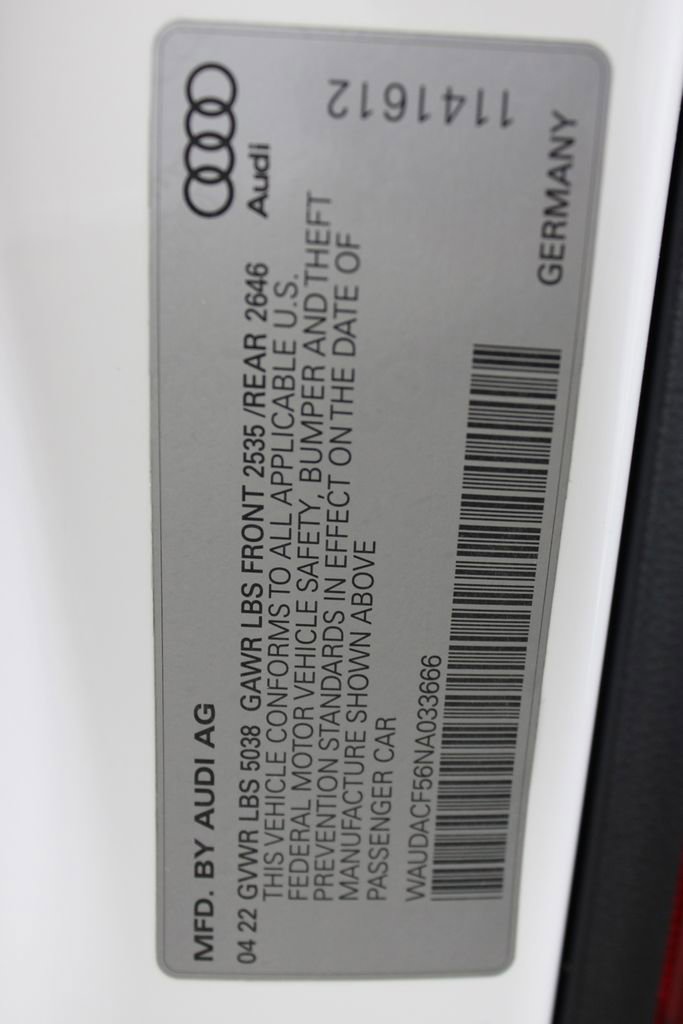 MFD. BY AUDI AG
04 22 GVWR LBS 5038 GAWR LBS FRONT 2535 /REAR 2646
THIS VEHICLE CONFORMS TO ALL APPLICABLE U.S.
FEDERAL MOTOR VEHICLE SAFETY, BUMPER AND THEFT
PREVENTION STANDARDS IN EFFECT ON THE DATE OF
MANUFACTURE SHOWN ABOVE
PASSENGER CAR
WAUDACF56NA033666
Audi
1141612
GERMANY